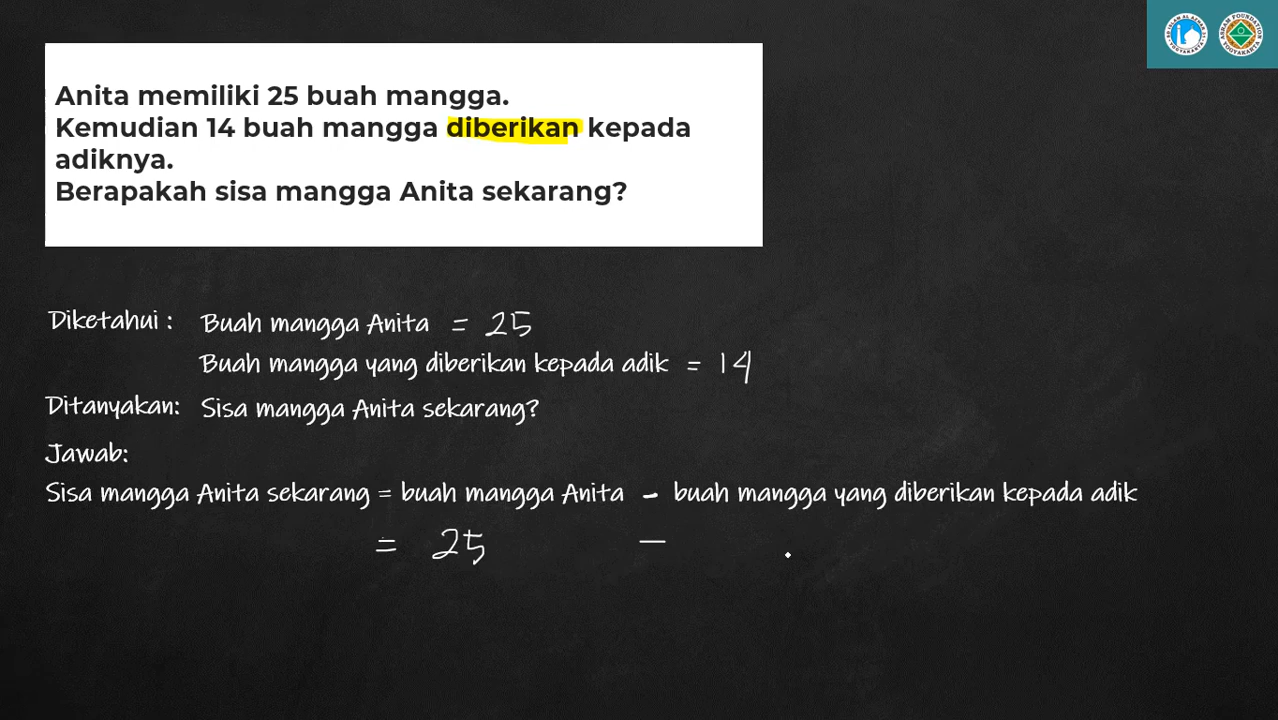 Anita memiliki 25 buah mangga.
Kemudian 14 buah mangga diberikan kepada
adiknya.
Berapakah sisa mangga Anita sekarang?
Diketahui : Buah mangga Anita = 25
Buah mangga yang diberikan kepada adik = 14
Ditanyakan: Sisa mangga Anita sekarang?
Jawab:
Sisa mangga Anita sekarang = buah mangga Anita - buah mangga yang diberikan kepada adik
= 25 -